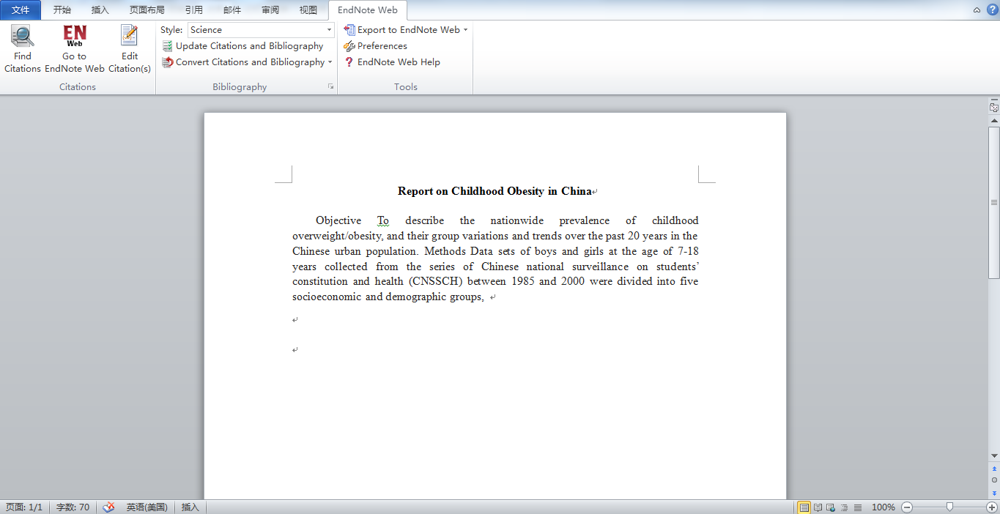 文件 开始 插入 页面布局 引用 邮件 审阅 视图 EndNote Web
Find Citations
EN Web
Go to EndNote Web
Edit Citation(s)
Citations
Style: Science
Update Citations and Bibliography
Convert Citations and Bibliography
Bibliography
Export to EndNote Web
Preferences
EndNote Web Help
Tools
Report on Childhood Obesity in China
Objective To describe the nationwide prevalence of childhood
overweight/obesity, and their group variations and trends over the past 20 years in the
Chinese urban population. Methods Data sets of boys and girls at the age of 7-18
years collected from the series of Chinese national surveillance on students’
constitution and health (CNSSCH) between 1985 and 2000 were divided into five
socioeconomic and demographic groups,
页面: 1/1 字数: 70 英语(美国) 插入 100%